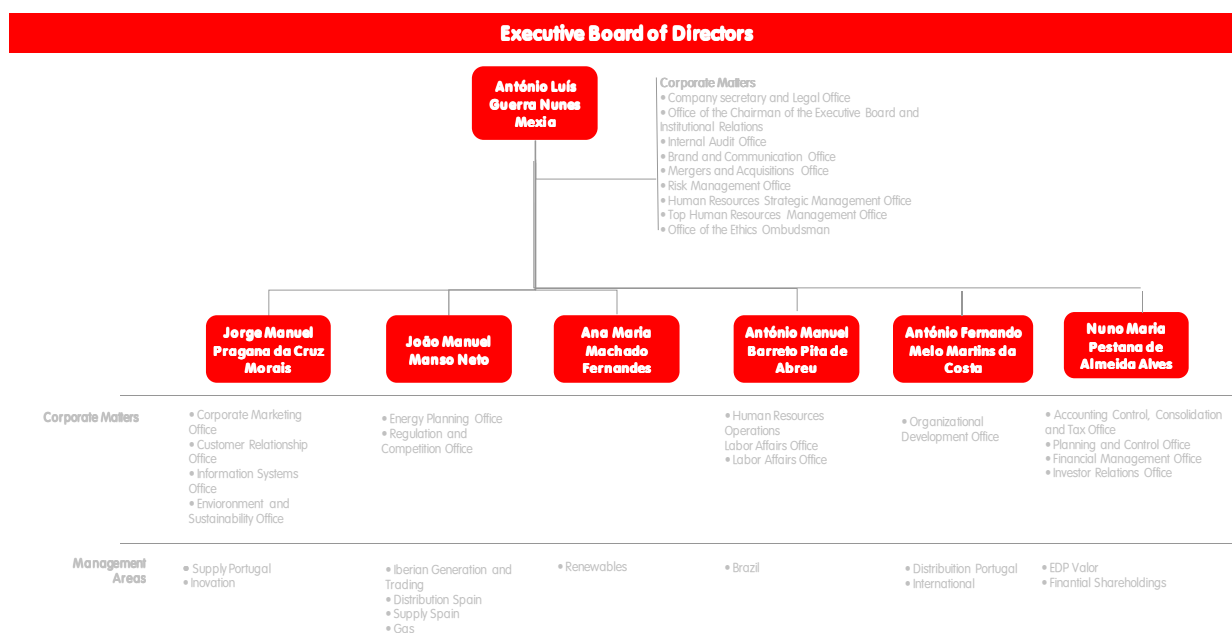 Executive Board of Directors
António Luís
Guerra Nunes
Mexia
Corporate Matters
• Company secretary and Legal Office
• Office of the Chairman of the Executive Board and
Institutional Relations
• Internal Audit Office
• Brand and Communication Office
• Mergers and Acquisitions Office
• Risk Management Office
• Human Resources Strategic Management Office
• Top Human Resources Management Office
• Office of the Ethics Ombudsman
Jorge Manuel
Pragana da Cruz
Morais
João Manuel
Manso Neto
Ana Maria
Machado
Fernandes
António Manuel
Barreto Pita de
Abreu
António Fernando
Melo Martins da
Costa
Nuno Maria
Pestana de
Almeida Alves
Corporate Matters
• Corporate Marketing
Office
• Customer Relationship
Office
• Information Systems
Office
• Envioronment and
Sustainability Office
• Energy Planning Office
• Regulation and
Competition Office
• Human Resources
Operations
Labor Affairs Office
• Labor Affairs Office
• Organizational
Development Office
• Accounting Control, Consolidation
and Tax Office
• Planning and Control Office
• Financial Management Office
• Investor Relations Office
Management
Areas
• Supply Portugal
• Inovation
• Iberian Generation and
Trading
• Distribution Spain
• Supply Spain
• Gas
• Renewables
• Brazil
• Distribuition Portugal
• International
• EDP Valor
• Finantial Shareholdings